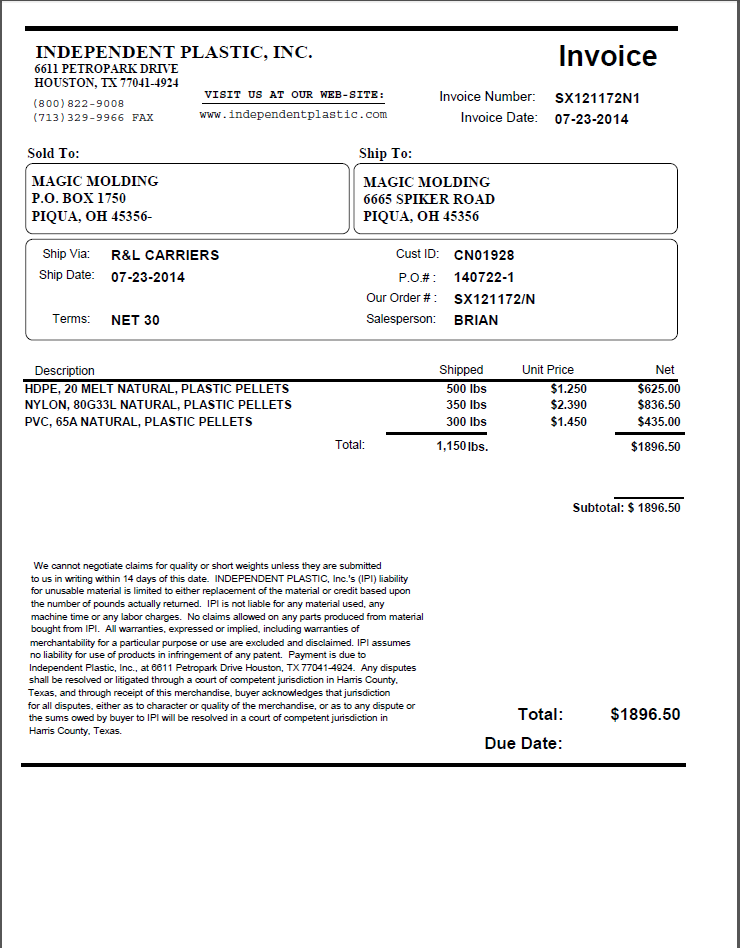 INDEPENDENT PLASTIC, INC.
6611 PETROPARK DRIVE
HOUSTON, TX 77041-4924
(800)822-9008
(713)329-9966 FAX
VISIT US AT OUR WEB-SITE:
www.independentplastic.com
Invoice
Invoice Number: SX121172N1
Invoice Date: 07-23-2014
Sold To:
MAGIC MOLDING
P.O. BOX 1750
PIQUA, OH 45356-
Ship To:
MAGIC MOLDING
6665 SPIKER ROAD
PIQUA, OH 45356
Ship Via: R&L CARRIERS
Ship Date: 07-23-2014
Terms: NET 30
Cust ID: CN01928
P.O.# : 140722-1
Our Order # : SX121172/N
Salesperson: BRIAN
Description Shipped Unit Price Net
HDPE, 20 MELT NATURAL, PLASTIC PELLETS 500 lbs $1.250 $625.00
NYLON, 80G33L NATURAL, PLASTIC PELLETS 350 lbs $2.390 $836.50
PVC, 65A NATURAL, PLASTIC PELLETS 300 lbs $1.450 $435.00
Total: 1,150 lbs. $1896.50
Subtotal: $ 1896.50
We cannot negotiate claims for quality or short weights unless they are submitted
to us in writing within 14 days of this date. INDEPENDENT PLASTIC, Inc.'s (IPI) liability
for unusable material is limited to either replacement of the material or credit based upon
the number of pounds actually returned. IPI is not liable for any material used, any
machine time or any labor charges. No claims allowed on any parts produced from material
bought from IPI. All warranties, expressed or implied, including warranties of
merchantability for a particular purpose or use are excluded and disclaimed. IPI assumes
no liability for use of products in infringement of any patent. Payment is due to
Independent Plastic, Inc., at 6611 Petropark Drive Houston, TX 77041-4924. Any disputes
shall be resolved or litigated through a court of competent jurisdiction in Harris County,
Texas, and through receipt of this merchandise, buyer acknowledges that jurisdiction
for all disputes, either as to character or quality of the merchandise, or as to any dispute or
the sums owed by buyer to IPI will be resolved in a court of competent jurisdiction in
Harris County, Texas.
Total: $1896.50
Due Date: